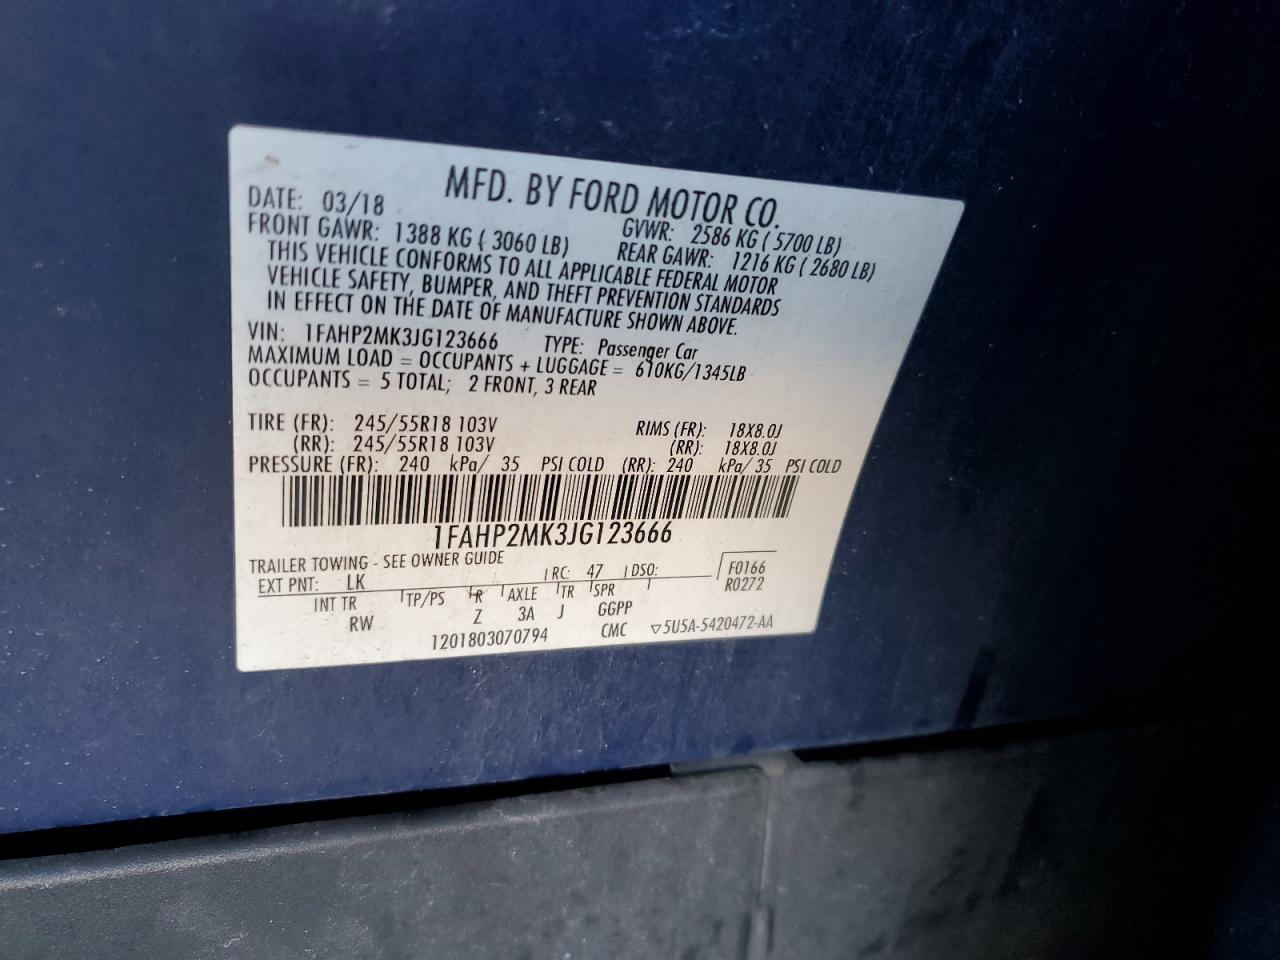 MFD. BY FORD MOTOR CO.
DATE: 03/18 GVWR: 2586 KG ( 5700 LB)
FRONT GAWR: 1388 KG ( 3060 LB) REAR GAWR: 1216 KG ( 2680 LB)
THIS VEHICLE CONFORMS TO ALL APPLICABLE FEDERAL MOTOR
VEHICLE SAFETY, BUMPER, AND THEFT PREVENTION STANDARDS
IN EFFECT ON THE DATE OF MANUFACTURE SHOWN ABOVE.
VIN: 1FAHP2MK3JG123666 TYPE: Passenger Car
MAXIMUM LOAD = OCCUPANTS + LUGGAGE = 610KG/1345LB
OCCUPANTS = 5 TOTAL; 2 FRONT, 3 REAR
TIRE (FR): 245/55R18 103V RIMS (FR): 18X8.0J
(RR): 245/55R18 103V (RR): 18X8.0J
PRESSURE (FR): 240 kPa/ 35 PSI COLD (RR): 240 kPa/ 35 PSI COLD
1FAHP2MK3JG123666
TRAILER TOWING - SEE OWNER GUIDE
EXT PNT: LK RC: 47 DSO: F0166
R0272
INT TR TP/PS R AXLE TR SPR
RW Z 3A J GGPP
1201803070794 CMC ▽5U5A-5420472-AA